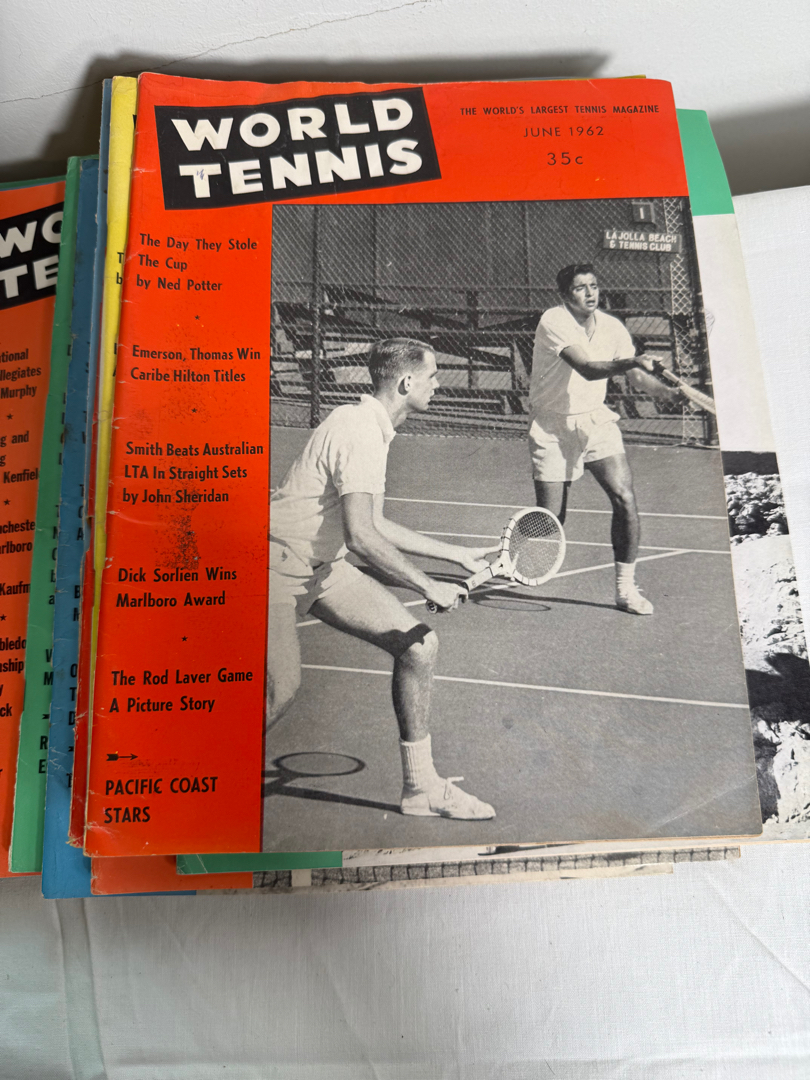 WORLD
TENNIS
THE WORLD'S LARGEST TENNIS MAGAZINE
JUNE 1962
35c
The Day They Stole
The Cup
by Ned Potter
Emerson, Thomas Win
Caribe Hilton Titles
Smith Beats Australian
LTA In Straight Sets
by John Sheridan
Dick Sorlien Wins
Marlboro Award
The Rod Laver Game
A Picture Story
PACIFIC COAST
STARS
1
LA JOLLA BEACH
& TENNIS CLUB
WO
TE
Murphy
g and
g
Kenfiel